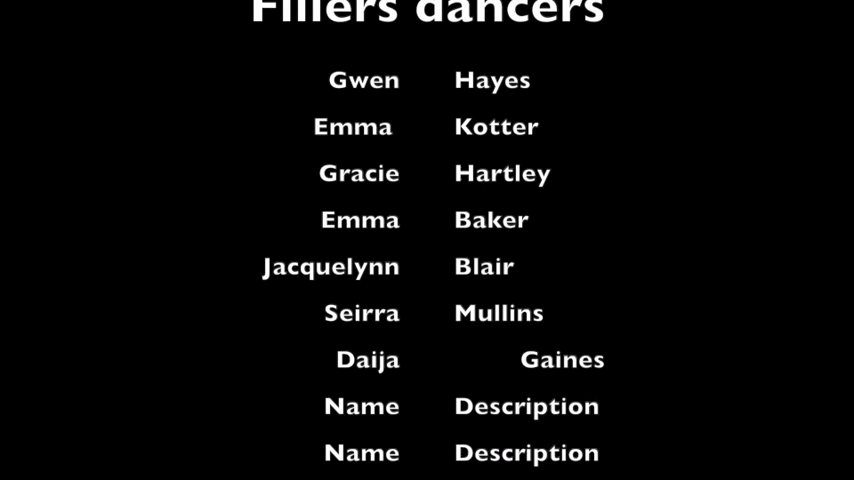 Fillers dancers
Gwen Hayes
Emma Kotter
Gracie Hartley
Emma Baker
Jacquelynn Blair
Seirra Mullins
Daija Gaines
Name Description
Name Description